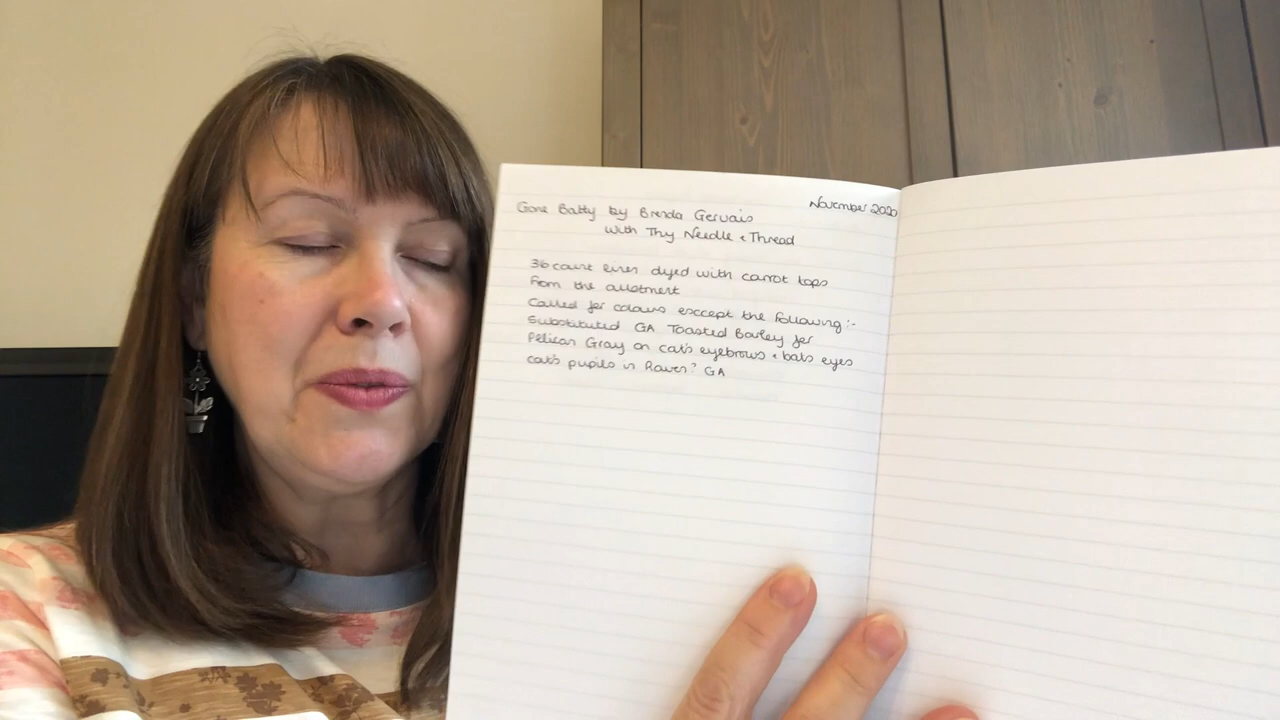 November 2020
Gone Batty by Brenda Gervais
With Thy Needle & Thread
36 count linen dyed with carrot tops
from the allotment
Called for colours except the following:-
Substituted GA Toasted Barley for
Pelican Gray on cat's eyebrows & bats eyes
cat's pupils in Raven? GA